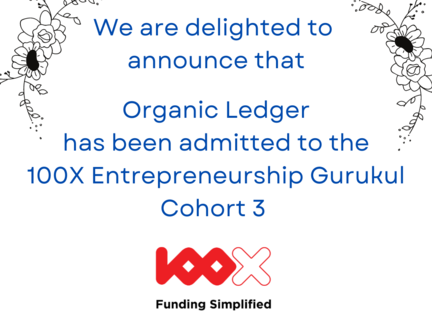 We are delighted to
announce that
Organic Ledger
has been admitted to the
100X Entrepreneurship Gurukul
Cohort 3
100X
Funding Simplified